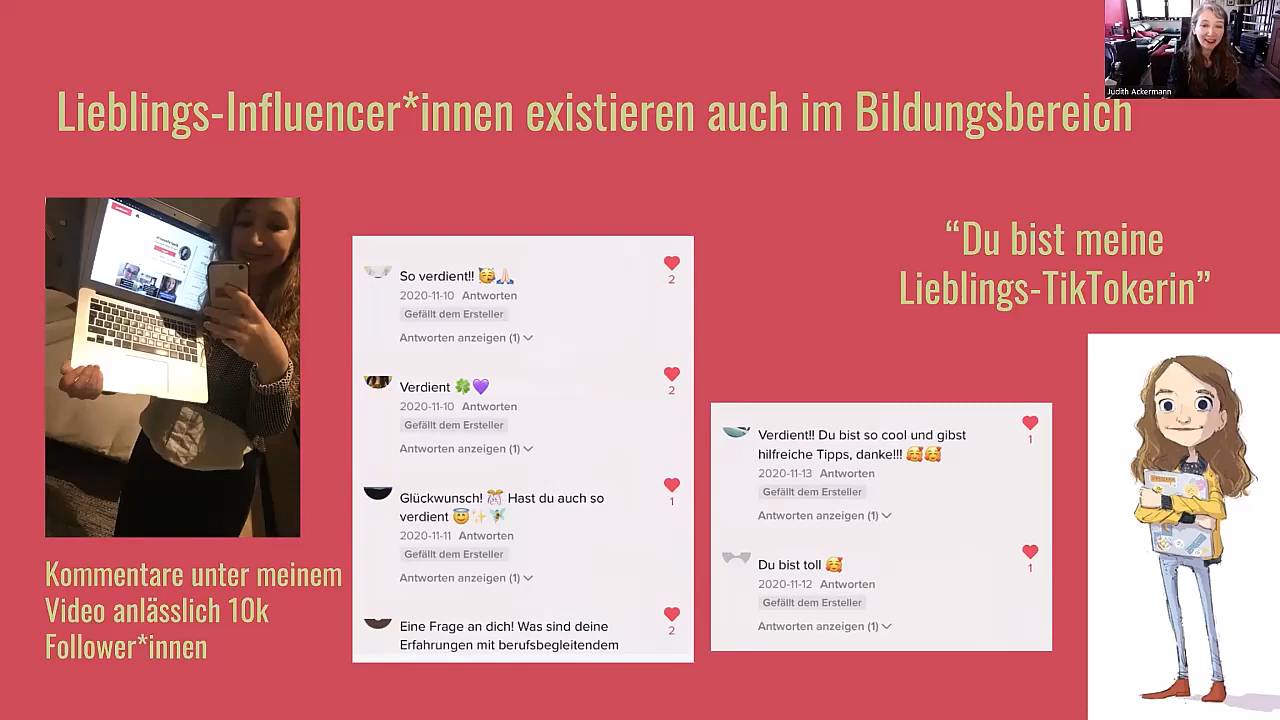 Judith Ackermann
Lieblings-Influencer*innen existieren auch im Bildungsbereich
“Du bist meine
Lieblings-TikTokerin”
So verdient!! 🥳🙏🏻
2
2020-11-10 Antworten
Gefällt dem Ersteller
Antworten anzeigen (1)
Verdient 🍀💜
2
2020-11-10 Antworten
Gefällt dem Ersteller
Antworten anzeigen (1)
Glückwunsch! 🎊 Hast du auch so
verdient 😇✨🧚
1
2020-11-11 Antworten
Gefällt dem Ersteller
Antworten anzeigen (1)
Eine Frage an dich! Was sind deine
Erfahrungen mit berufsbegleitendem
2
Verdient!! Du bist so cool und gibst
hilfreiche Tipps, danke!!! 🥰🥰
1
2020-11-13 Antworten
Gefällt dem Ersteller
Antworten anzeigen (1)
Du bist toll 🥰
1
2020-11-12 Antworten
Gefällt dem Ersteller
Antworten anzeigen (1)
Kommentare unter meinem
Video anlässlich 10k
Follower*innen